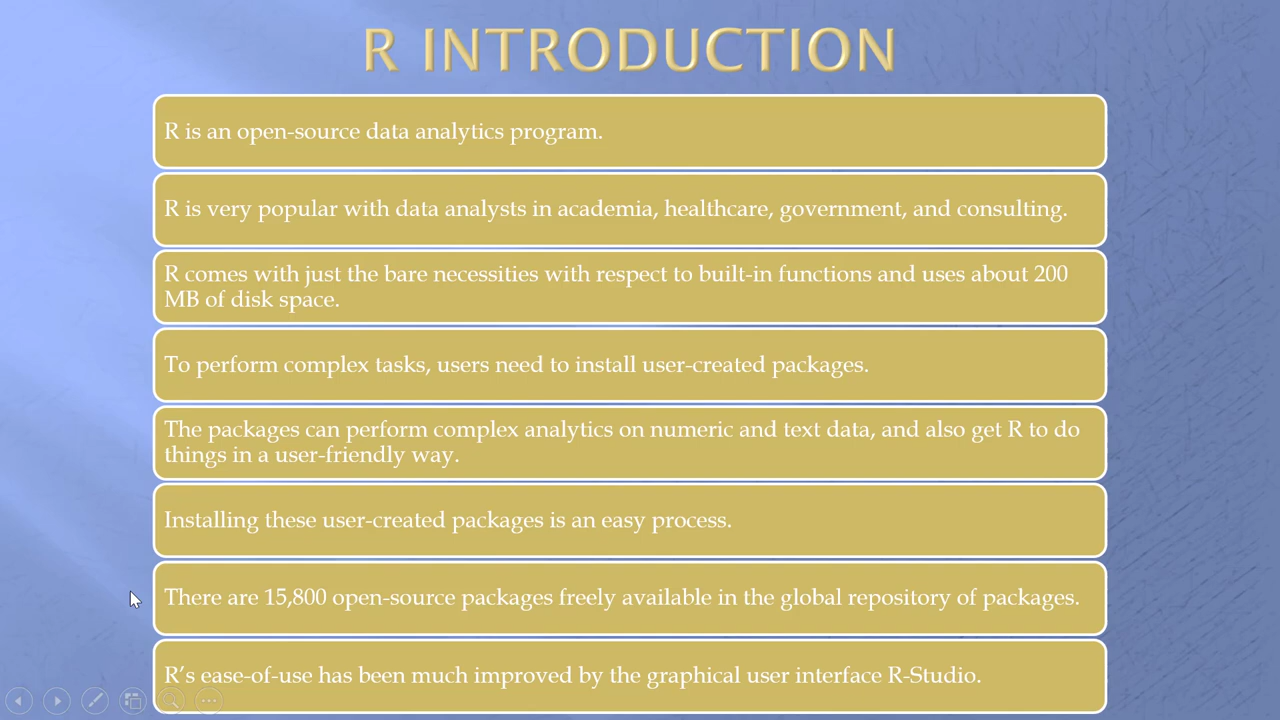 R INTRODUCTION
R is an open-source data analytics program.
R is very popular with data analysts in academia, healthcare, government, and consulting.
R comes with just the bare necessities with respect to built-in functions and uses about 200
MB of disk space.
To perform complex tasks, users need to install user-created packages.
The packages can perform complex analytics on numeric and text data, and also get R to do
things in a user-friendly way.
Installing these user-created packages is an easy process.
There are 15,800 open-source packages freely available in the global repository of packages.
R’s ease-of-use has been much improved by the graphical user interface R-Studio.